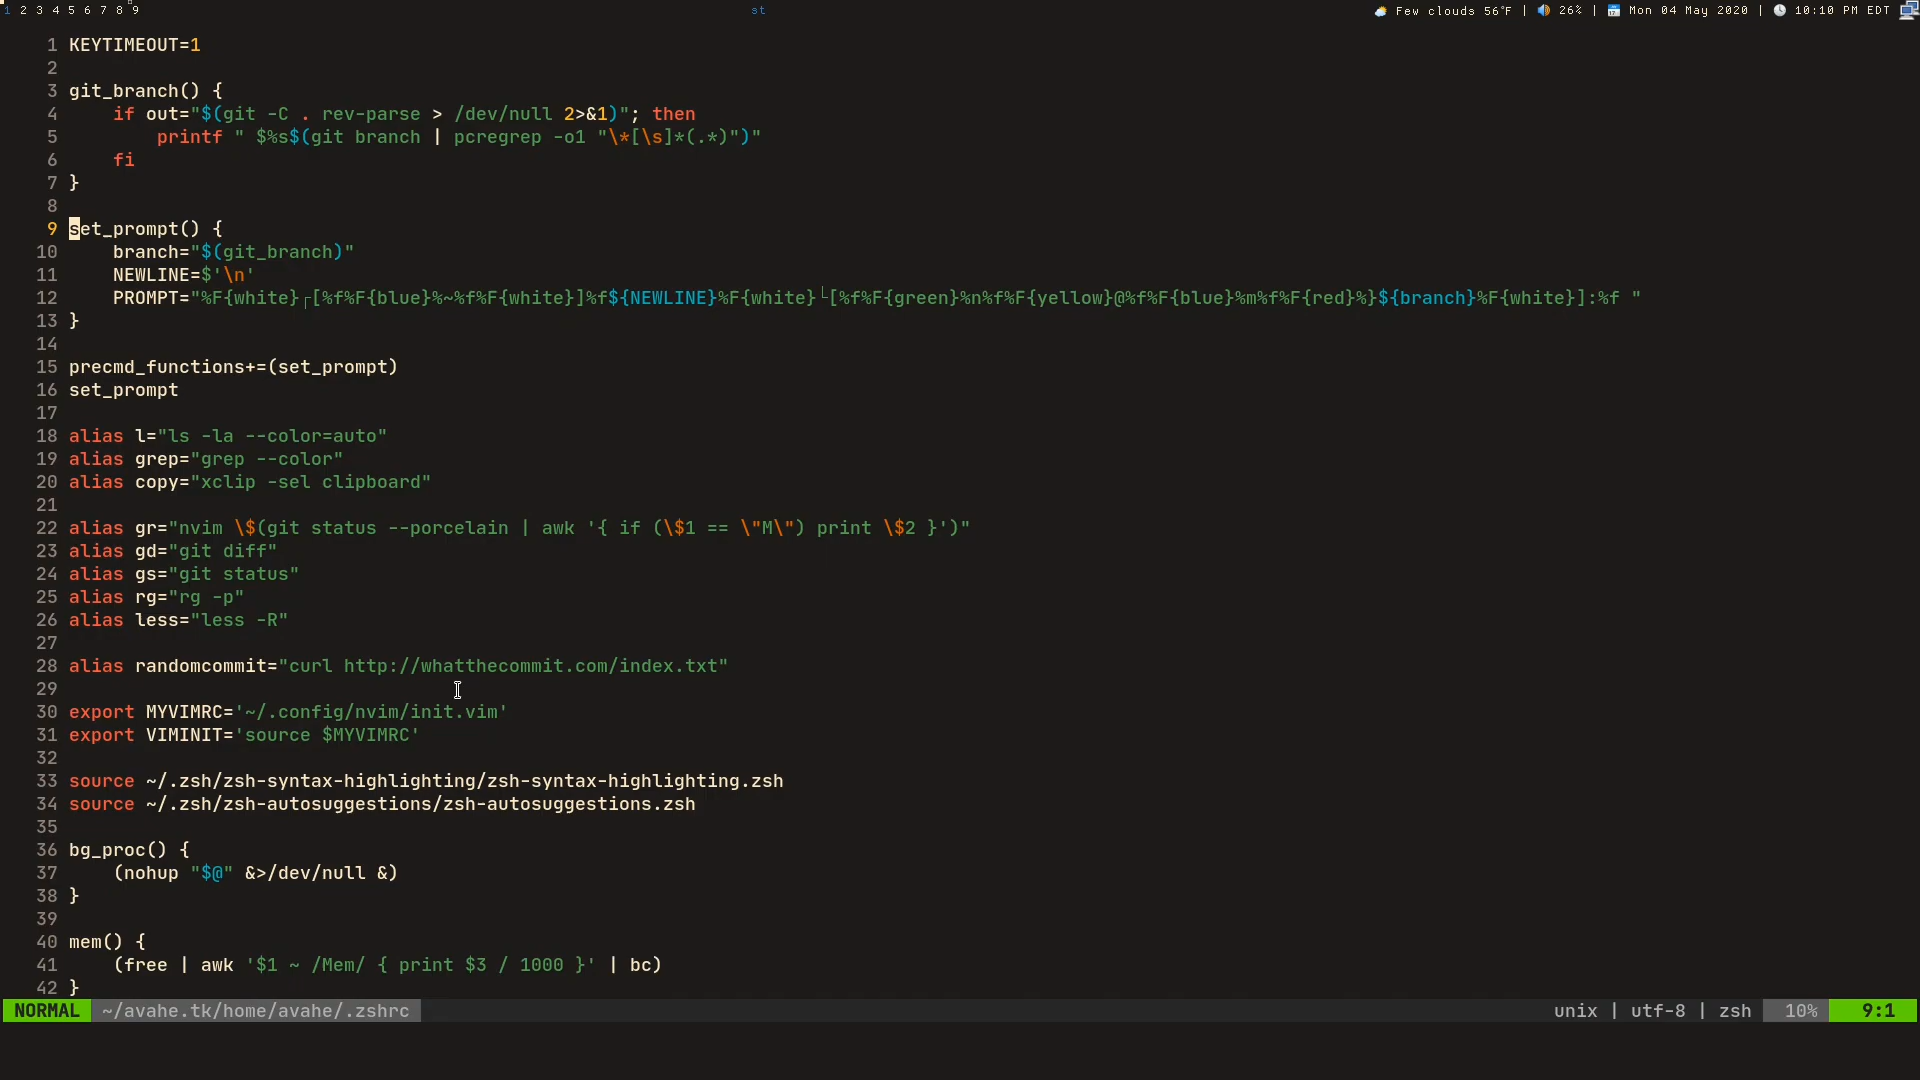 1 2 3 4 5 6 7 8 9 st Few clouds 56°F | 26% | Mon 04 May 2020 | 10:10 PM EDT
1 KEYTIMEOUT=1
2
3 git_branch() {
4     if out="$(git -C . rev-parse > /dev/null 2>&1)"; then
5         printf " $%s$(git branch | pcregrep -o1 "\*[\s]*(.*)")"
6     fi
7 }
8
9 set_prompt() {
10     branch="$(git_branch)"
11     NEWLINE=$'\n'
12     PROMPT="%F{white}┌[%f%F{blue}%~%f%F{white}]%f${NEWLINE}%F{white}└[%f%F{green}%n%f%F{yellow}@%f%F{blue}%m%f%F{red}%}${branch}%F{white}]:%f "
13 }
14
15 precmd_functions+=(set_prompt)
16 set_prompt
17
18 alias l="ls -la --color=auto"
19 alias grep="grep --color"
20 alias copy="xclip -sel clipboard"
21
22 alias gr="nvim \$(git status --porcelain | awk '{ if (\$1 == \"M\") print \$2 }')"
23 alias gd="git diff"
24 alias gs="git status"
25 alias rg="rg -p"
26 alias less="less -R"
27
28 alias randomcommit="curl http://whatthecommit.com/index.txt"
29
30 export MYVIMRC='~/.config/nvim/init.vim'
31 export VIMINIT='source $MYVIMRC'
32
33 source ~/.zsh/zsh-syntax-highlighting/zsh-syntax-highlighting.zsh
34 source ~/.zsh/zsh-autosuggestions/zsh-autosuggestions.zsh
35
36 bg_proc() {
37     (nohup "$@" &>/dev/null &)
38 }
39
40 mem() {
41     (free | awk '$1 ~ /Mem/ { print $3 / 1000 }' | bc)
42 }
NORMAL ~/avahe.tk/home/avahe/.zshrc unix | utf-8 | zsh 10% 9:1